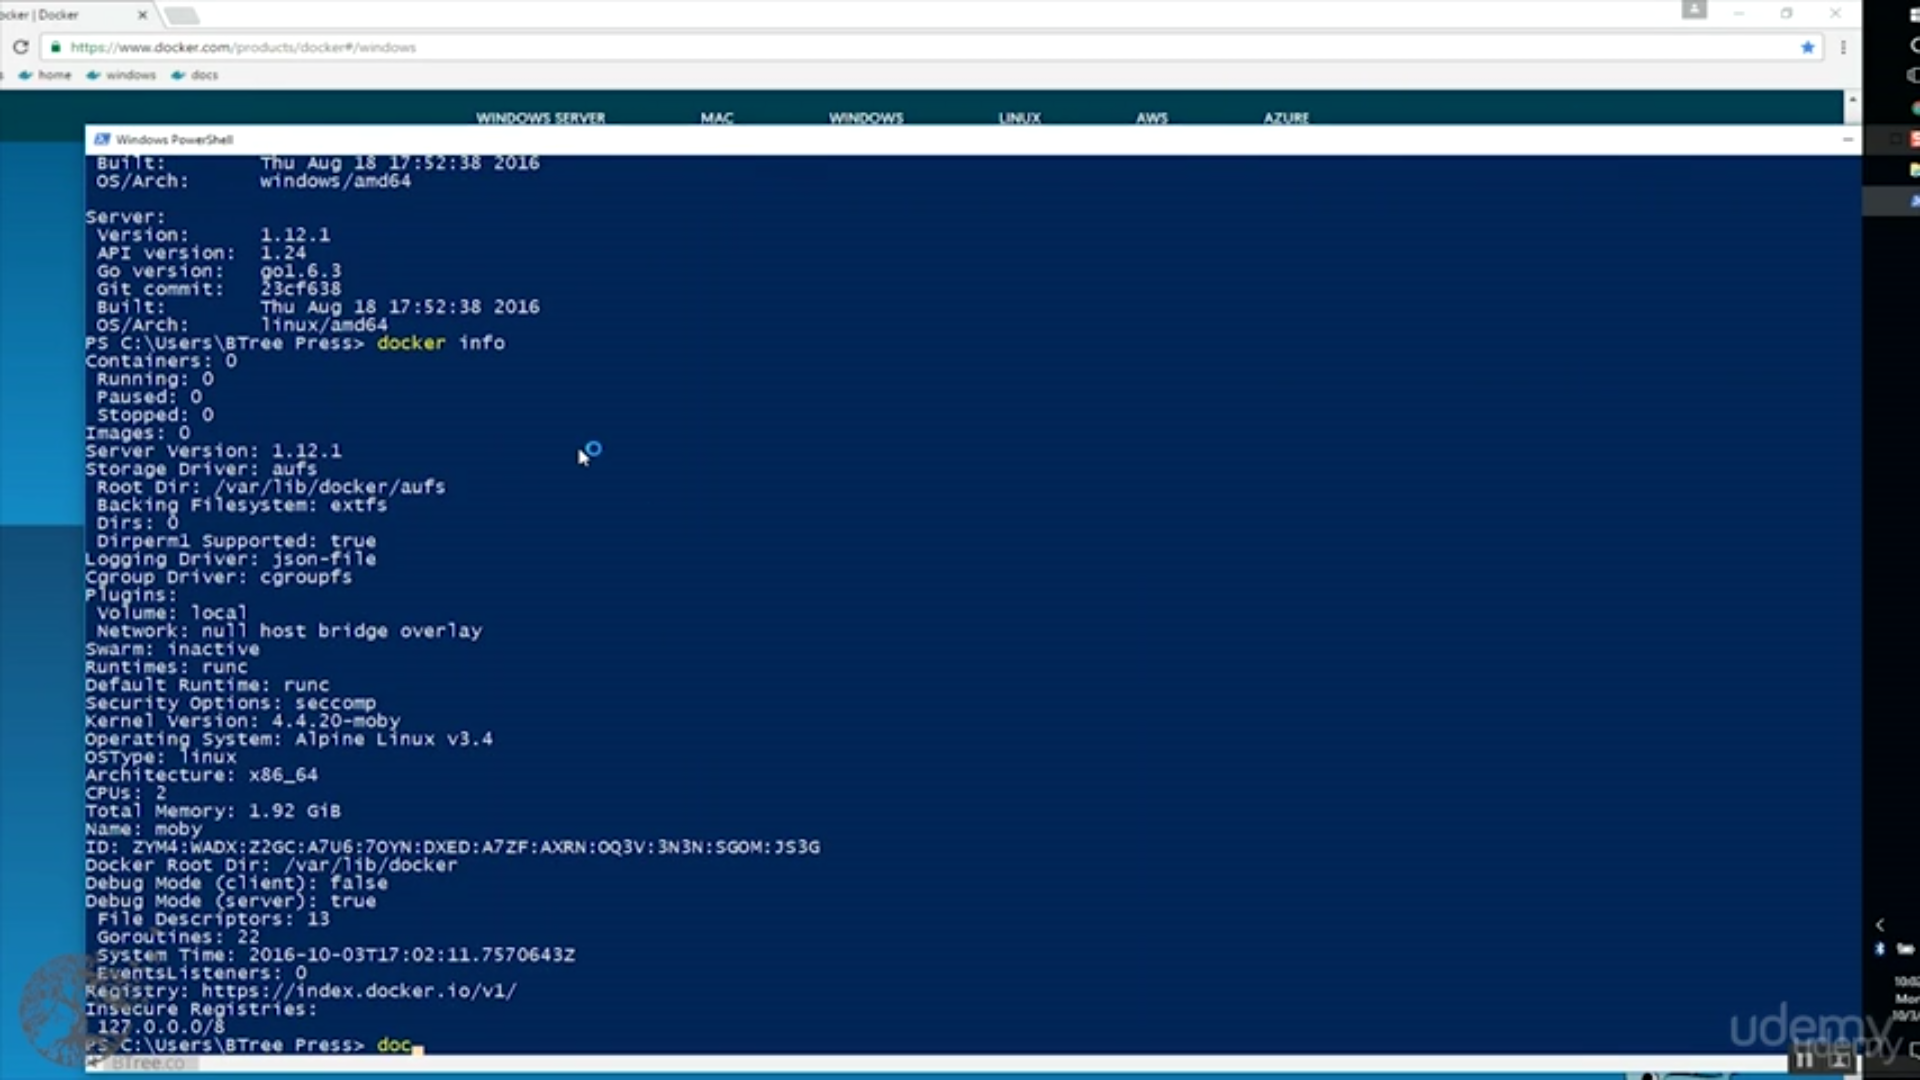 ocker | Docker
https://www.docker.com/products/docker#/windows
home windows docs
WINDOWS SERVER MAC WINDOWS LINUX AWS AZURE
Windows PowerShell
Built: Thu Aug 18 17:52:38 2016
OS/Arch: windows/amd64
Server:
Version: 1.12.1
API version: 1.24
Go version: go1.6.3
Git commit: 23cf638
Built: Thu Aug 18 17:52:38 2016
OS/Arch: linux/amd64
PS C:\Users\BTree Press> docker info
Containers: 0
Running: 0
Paused: 0
Stopped: 0
Images: 0
Server Version: 1.12.1
Storage Driver: aufs
Root Dir: /var/lib/docker/aufs
Backing Filesystem: extfs
Dirs: 0
Dirperm1 Supported: true
Logging Driver: json-file
Cgroup Driver: cgroupfs
Plugins:
Volume: local
Network: null host bridge overlay
Swarm: inactive
Runtimes: runc
Default Runtime: runc
Security Options: seccomp
Kernel Version: 4.4.20-moby
Operating System: Alpine Linux v3.4
OSType: linux
Architecture: x86_64
CPUs: 2
Total Memory: 1.92 GiB
Name: moby
ID: ZYM4:WADX:Z2GC:A7U6:7OYN:DXED:A7ZF:AXRN:OQ3V:3N3N:SGOM:JS3G
Docker Root Dir: /var/lib/docker
Debug Mode (client): false
Debug Mode (server): true
File Descriptors: 13
Goroutines: 22
System Time: 2016-10-03T17:02:11.7570643Z
EventsListeners: 0
Registry: https://index.docker.io/v1/
Insecure Registries:
127.0.0.0/8
PS C:\Users\BTree Press> doc
BTree.co
udemy
udemy